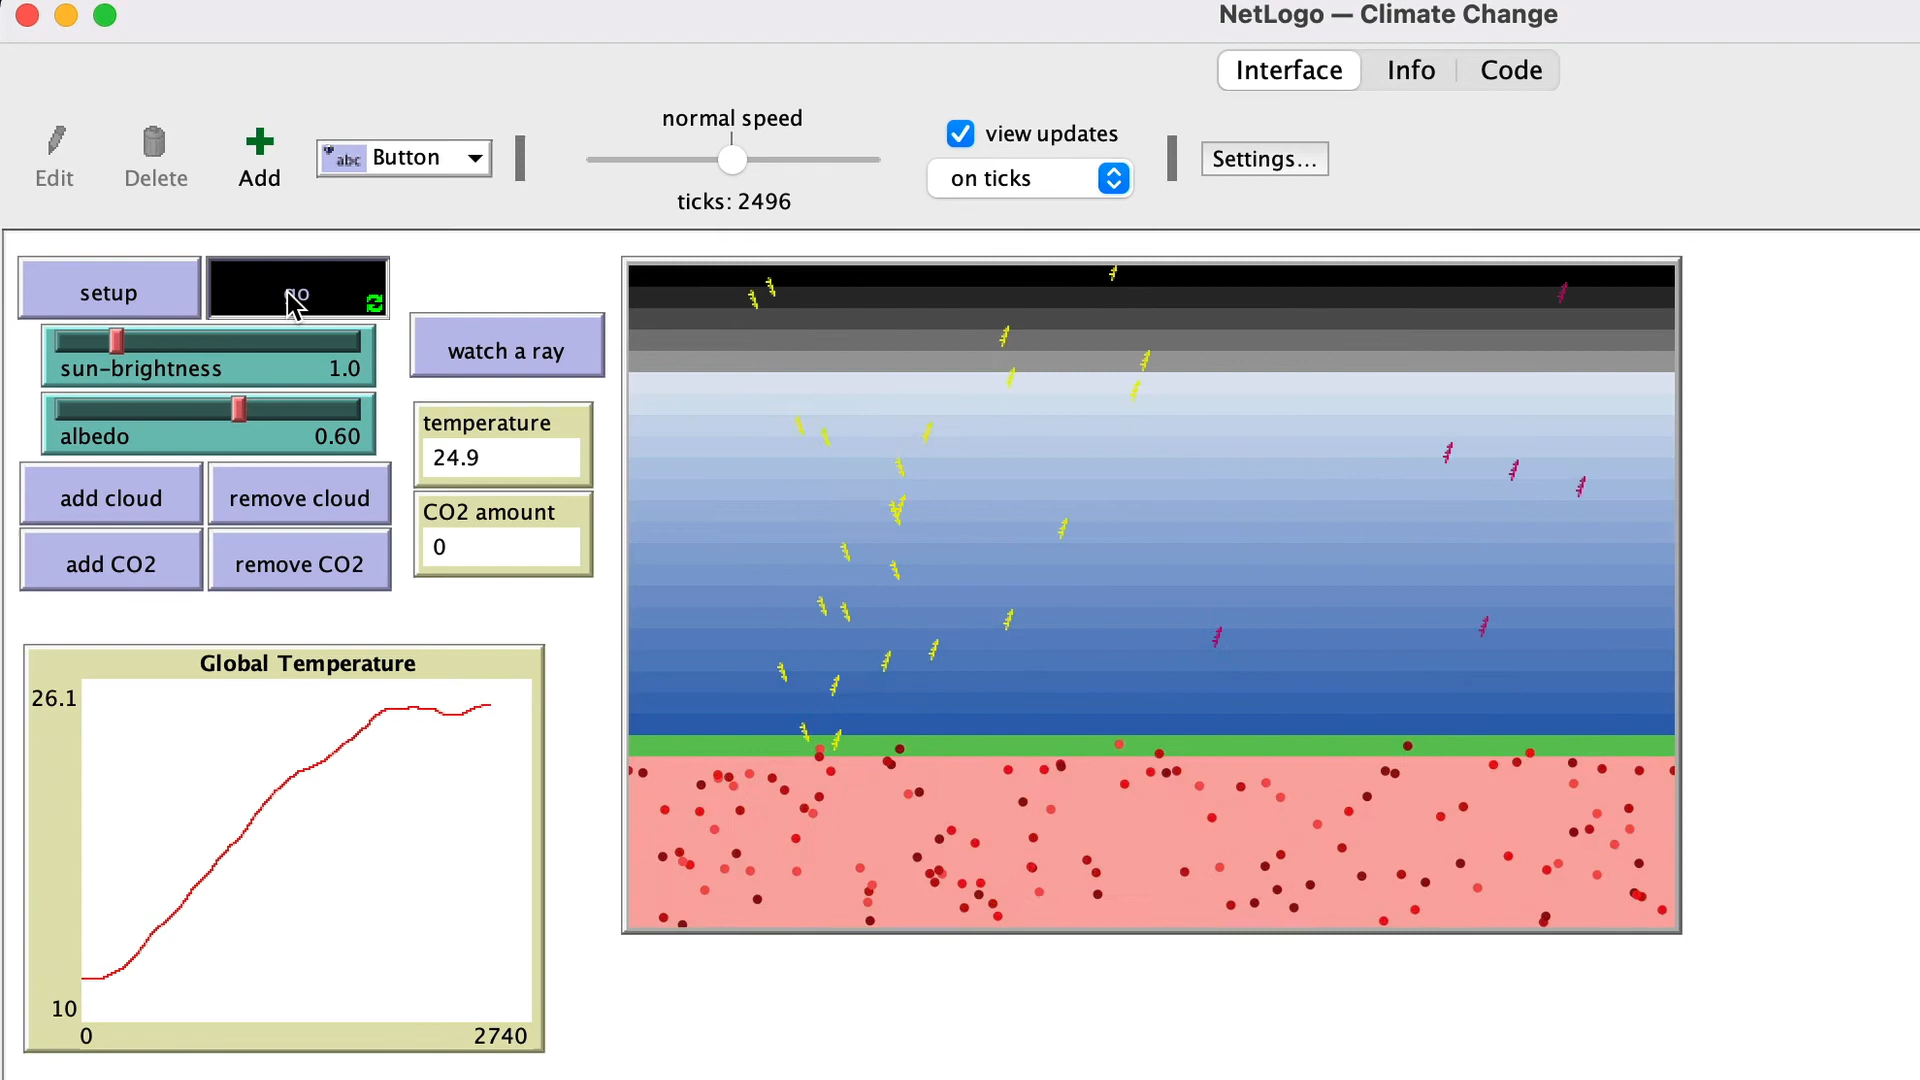 NetLogo — Climate Change
Interface
Info
Code
Edit
Delete
Add
abc Button
normal speed
ticks: 2496
view updates
on ticks
Settings...
setup
go
sun-brightness 1.0
albedo 0.60
watch a ray
temperature
24.9
CO2 amount
0
add cloud
remove cloud
add CO2
remove CO2
Global Temperature
26.1
10
0
2740